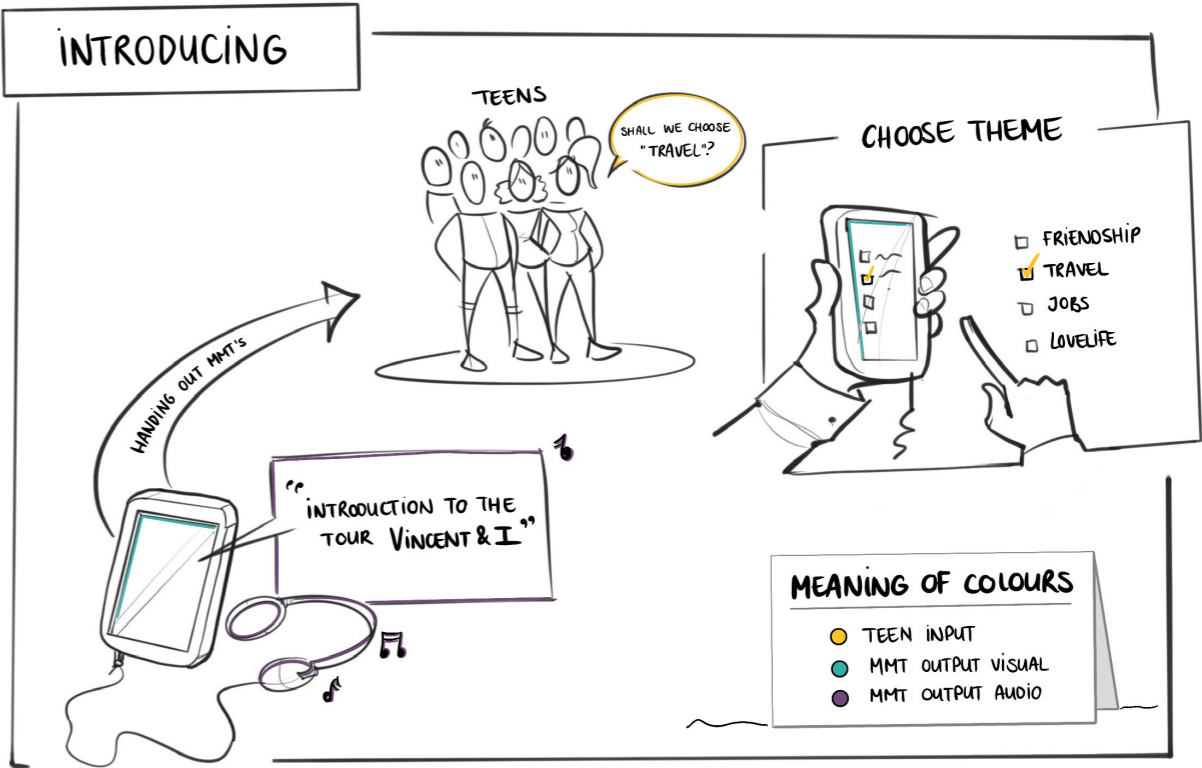 INTRODUCING
TEENS
SHALL WE CHOOSE
"TRAVEL"?
CHOOSE THEME
FRIENDSHIP
TRAVEL
JOBS
LOVELIFE
HANDING OUT MMT'S
"INTRODUCTION TO THE
TOUR VINCENT & I"
MEANING OF COLOURS
TEEN INPUT
MMT OUTPUT VISUAL
MMT OUTPUT AUDIO